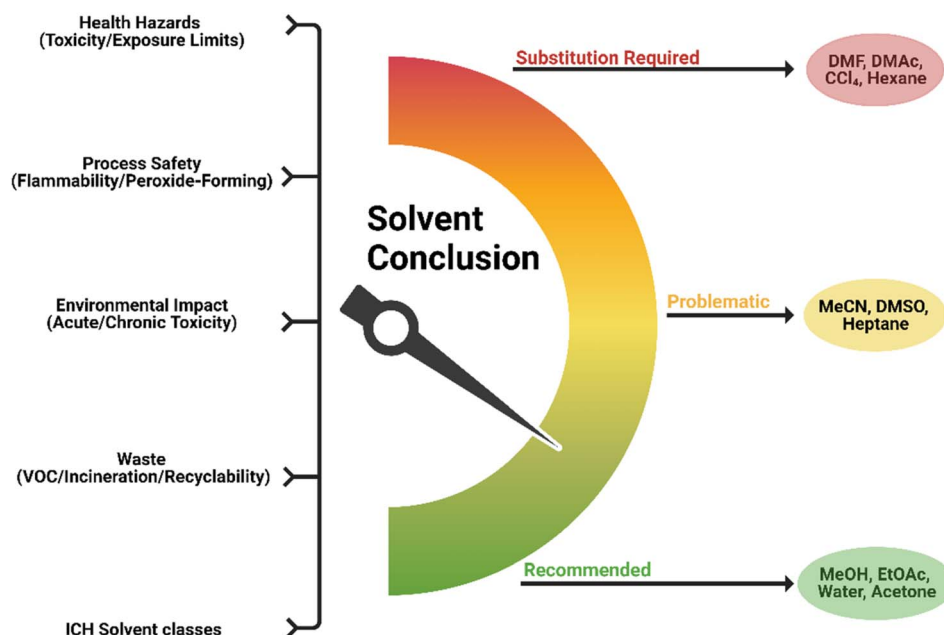 Health Hazards
(Toxicity/Exposure Limits)
Process Safety
(Flammability/Peroxide-Forming)
Environmental Impact
(Acute/Chronic Toxicity)
Waste
(VOC/Incineration/Recyclability)
ICH Solvent classes
Solvent
Conclusion
Substitution Required
DMF, DMAc,
CCl₄, Hexane
Problematic
MeCN, DMSO,
Heptane
Recommended
MeOH, EtOAc,
Water, Acetone